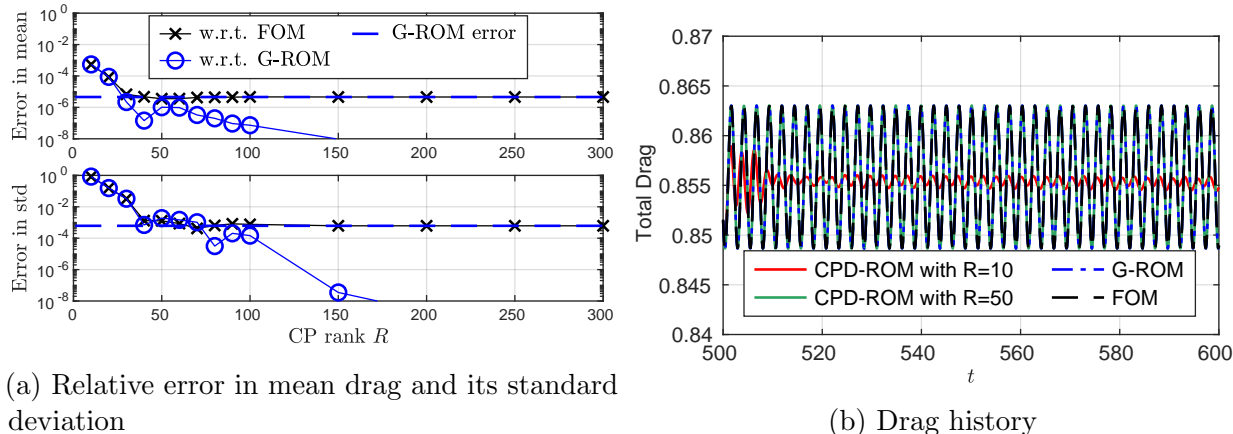 Error in mean
10^0
10^-2
10^-4
10^-6
10^-8
w.r.t. FOM
w.r.t. G-ROM
G-ROM error
0 50 100 150 200 250 300
Error in std
10^0
10^-2
10^-4
10^-6
10^-8
0 50 100 150 200 250 300
CP rank R
(a) Relative error in mean drag and its standard
deviation
Total Drag
0.87
0.865
0.86
0.855
0.85
0.845
0.84
CPD-ROM with R=10
CPD-ROM with R=50
G-ROM
FOM
500 520 540 560 580 600
t
(b) Drag history